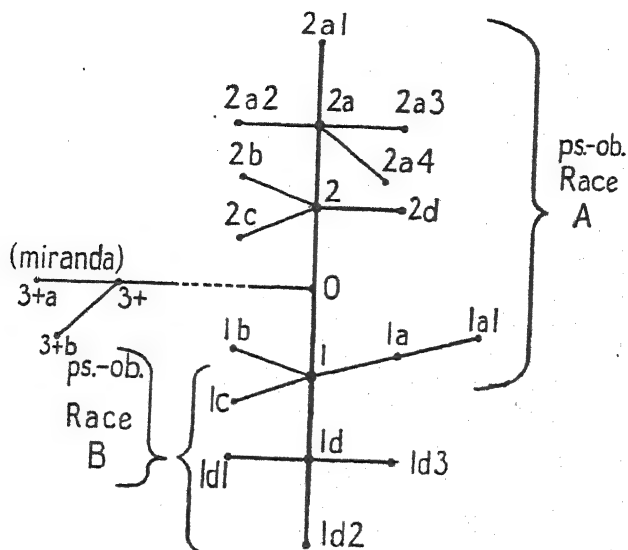 2a1
2a2 2a 2a3
2a4
2b
2
2c 2d
ps.-ob.
Race
A
(miranda)
3+a 3+ 0
3+b
1b 1 1a 1a1
ps.-ob.
Race
B
1c
1d
1d1 1d3
1d2